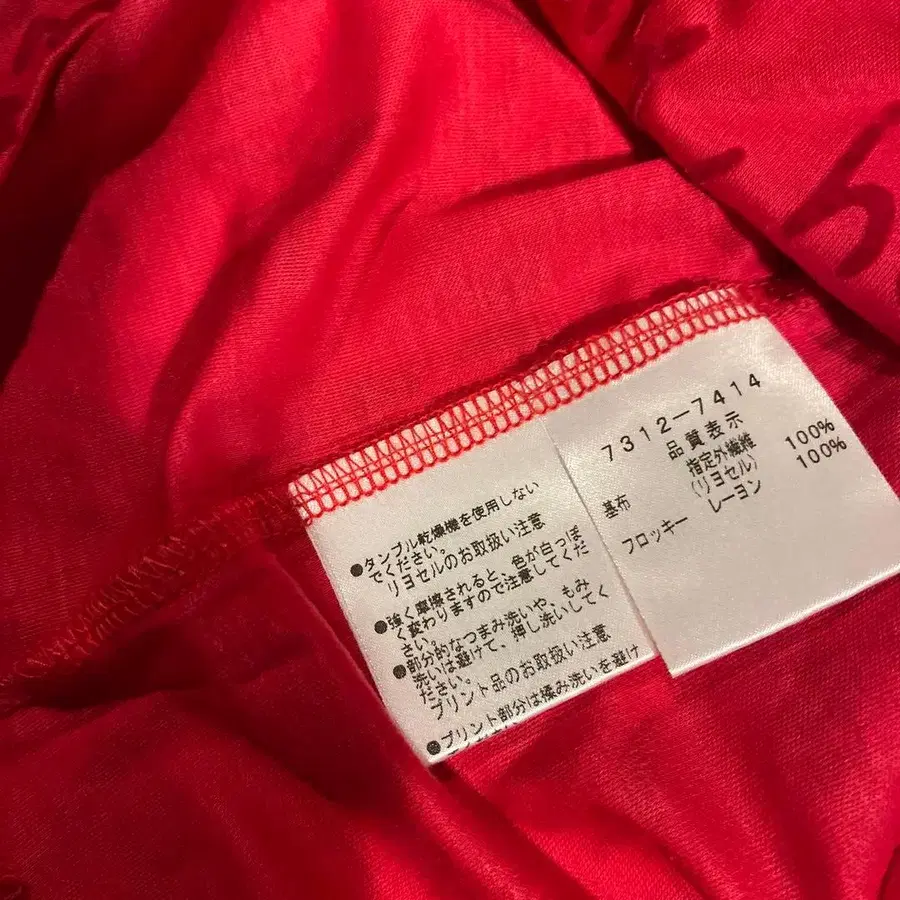 ●タンブル乾燥機を使用しない
でください。
リヨセルのお取扱い注意
●強く摩擦されると、色が白っぽ
く変わりますので注意してくだ
さい。
●部分的なつまみ洗いや、もみ
洗いは避けて、押し洗いしてく
ださい。
プリント品のお取扱い注意
●プリント部分は揉み洗いを避け
7312-7414
品質表示
指定外繊維
基布 (リヨセル) 100%
フロッキー レーヨン 100%